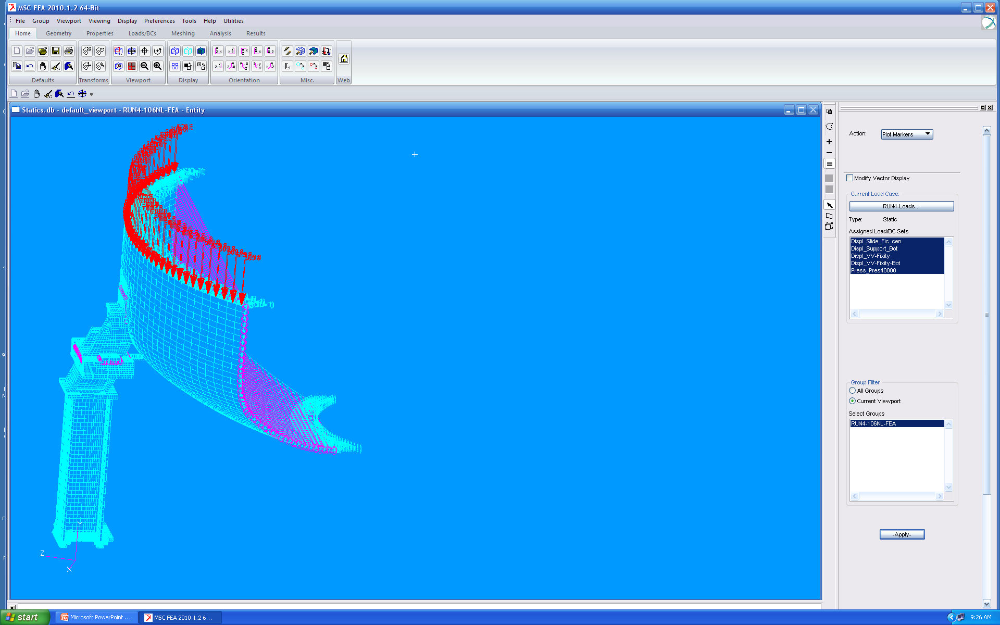 MSC FEA 2010.1.2 64-Bit
File Group Viewport Viewing Display Preferences Tools Help Utilities
Home Geometry Properties Loads/BCs Meshing Analysis Results
Defaults Transforms Viewport Display Orientation Misc. Web
Statics.db - default_viewport - RUN4-106NL-FEA - Entity
Action: Plot Markers
Modify Vector Display
Current Load Case:
RUN4-Loads...
Type: Static
Assigned Load/BC Sets
Displ_Slide_Fic_cen
Displ_Support_Bot
Displ_VV-Fixity
Displ_VV-Fixity-Bot
Press_Pres40000
Group Filter
All Groups
Current Viewport
Select Groups
RUN4-106NL-FEA
-Apply-
Y
Z
X
start Microsoft PowerPoint ... MSC FEA 2010.1.2 6... 9:26 AM